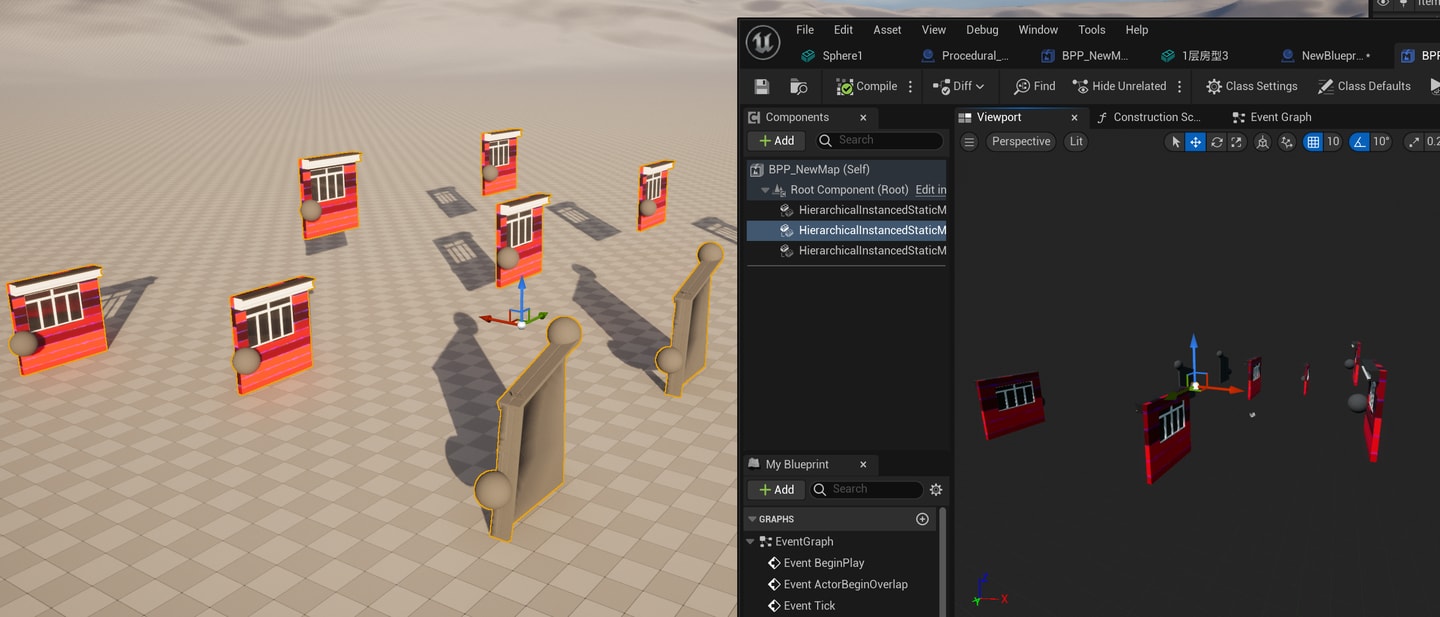 Item
File Edit Asset View Debug Window Tools Help
Sphere1 Procedural_... BPP_NewM... 1层房型3 NewBluepr...• BPP
Compile Diff Find Hide Unrelated Class Settings Class Defaults
Components Viewport Construction Sc... Event Graph
+ Add Search Perspective Lit 10 10° 0.2
BPP_NewMap (Self)
Root Component (Root) Edit in
HierarchicalInstancedStaticM
HierarchicalInstancedStaticM
HierarchicalInstancedStaticM
My Blueprint
+ Add Search
GRAPHS
EventGraph
Event BeginPlay
Event ActorBeginOverlap
Event Tick
Z
Y X